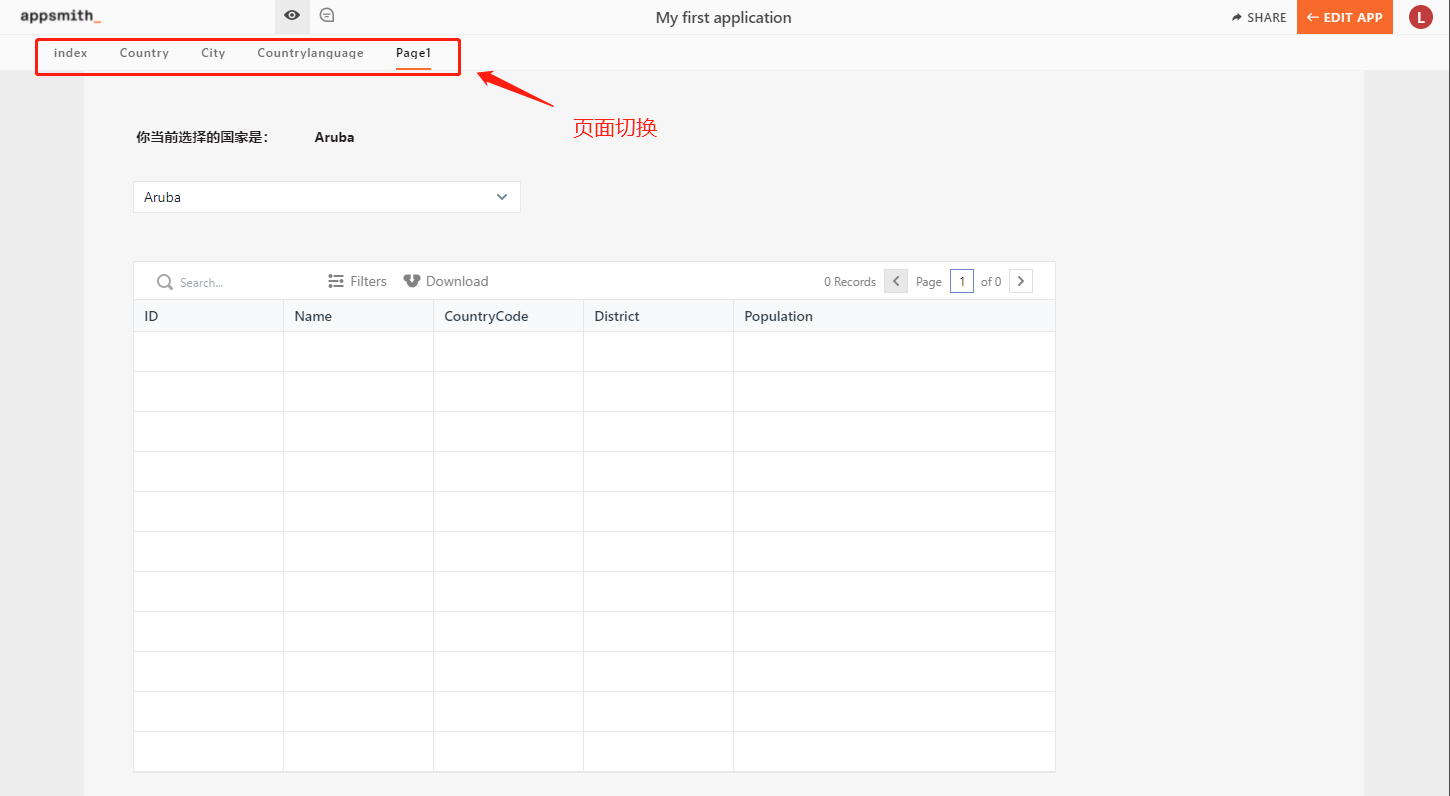 appsmith_
My first application
SHARE
← EDIT APP
L
index Country City Countrylanguage Page1
页面切换
你当前选择的国家是: Aruba
Aruba
Search... Filters Download 0 Records Page 1 of 0
ID Name CountryCode District Population